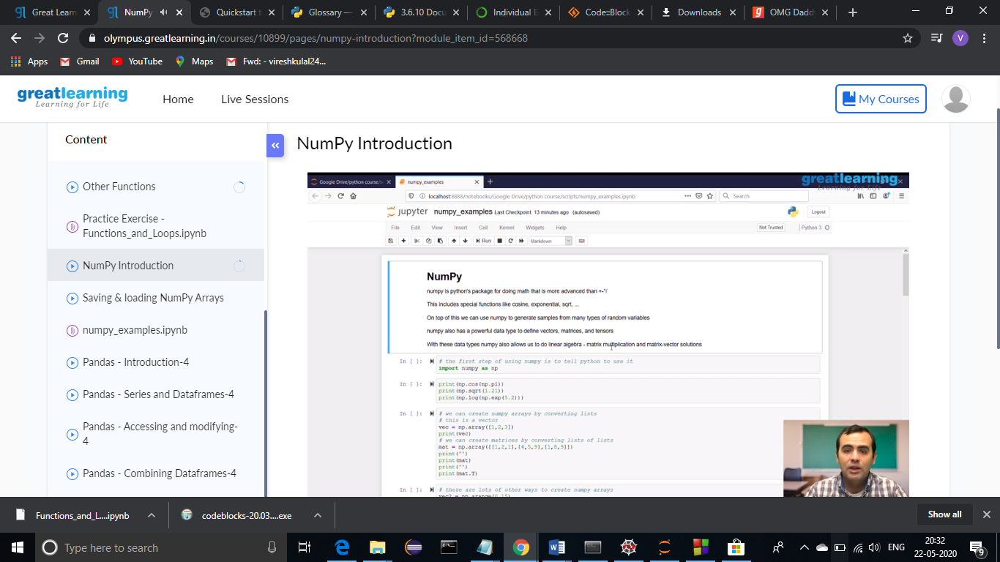 Great Learn
NumPy
Quickstart t
Glossary —
3.6.10 Docu
Individual E
Code::Block
Downloads
OMG Dadd
olympus.greatlearning.in/courses/10899/pages/numpy-introduction?module_item_id=568668
V
Apps
Gmail
YouTube
Maps
Fwd: - vireshkulal24...
greatlearning
Learning for Life
Home
Live Sessions
My Courses
Content
«
NumPy Introduction
Other Functions
Practice Exercise -
Functions_and_Loops.ipynb
NumPy Introduction
Saving & loading NumPy Arrays
numpy_examples.ipynb
Pandas - Introduction-4
Pandas - Series and Dataframes-4
Pandas - Accessing and modifying-
4
Pandas - Combining Dataframes-4
Google Drive/python course/s
numpy_examples
greatlearning
Learning for Life
localhost:8888/notebooks/Google Drive/python course/scripts/numpy_examples.ipynb
Search
jupyter numpy_examples Last Checkpoint: 13 minutes ago (autosaved)
Logout
File Edit View Insert Cell Kernel Widgets Help
Not Trusted
Python 3
Run
Markdown
NumPy
numpy is python's package for doing math that is more advanced than +-*/
This includes special functions like cosine, exponential, sqrt, ...
On top of this we can use numpy to generate samples from many types of random variables
numpy also has a powerful data type to define vectors, matrices, and tensors
With these data types numpy also allows us to do linear algebra - matrix multiplication and matrix-vector solutions
In [ ]: # the first step of using numpy is to tell python to use it
import numpy as np
In [ ]: print(np.cos(np.pi))
print(np.sqrt(1.21))
print(np.log(np.exp(5.2)))
In [ ]: # we can create numpy arrays by converting lists
# this is a vector
vec = np.array([1,2,3])
print(vec)
# we can create matrices by converting lists of lists
mat = np.array([[1,2,1],[4,5,9],[1,8,9]])
print('')
print(mat)
print('')
print(mat.T)
In [ ]: # there are lots of other ways to create numpy arrays
vec2 = np.arange(0,15)
Functions_and_L....ipynb
codeblocks-20.03....exe
Show all
Type here to search
ENG
20:32
22-05-2020
9